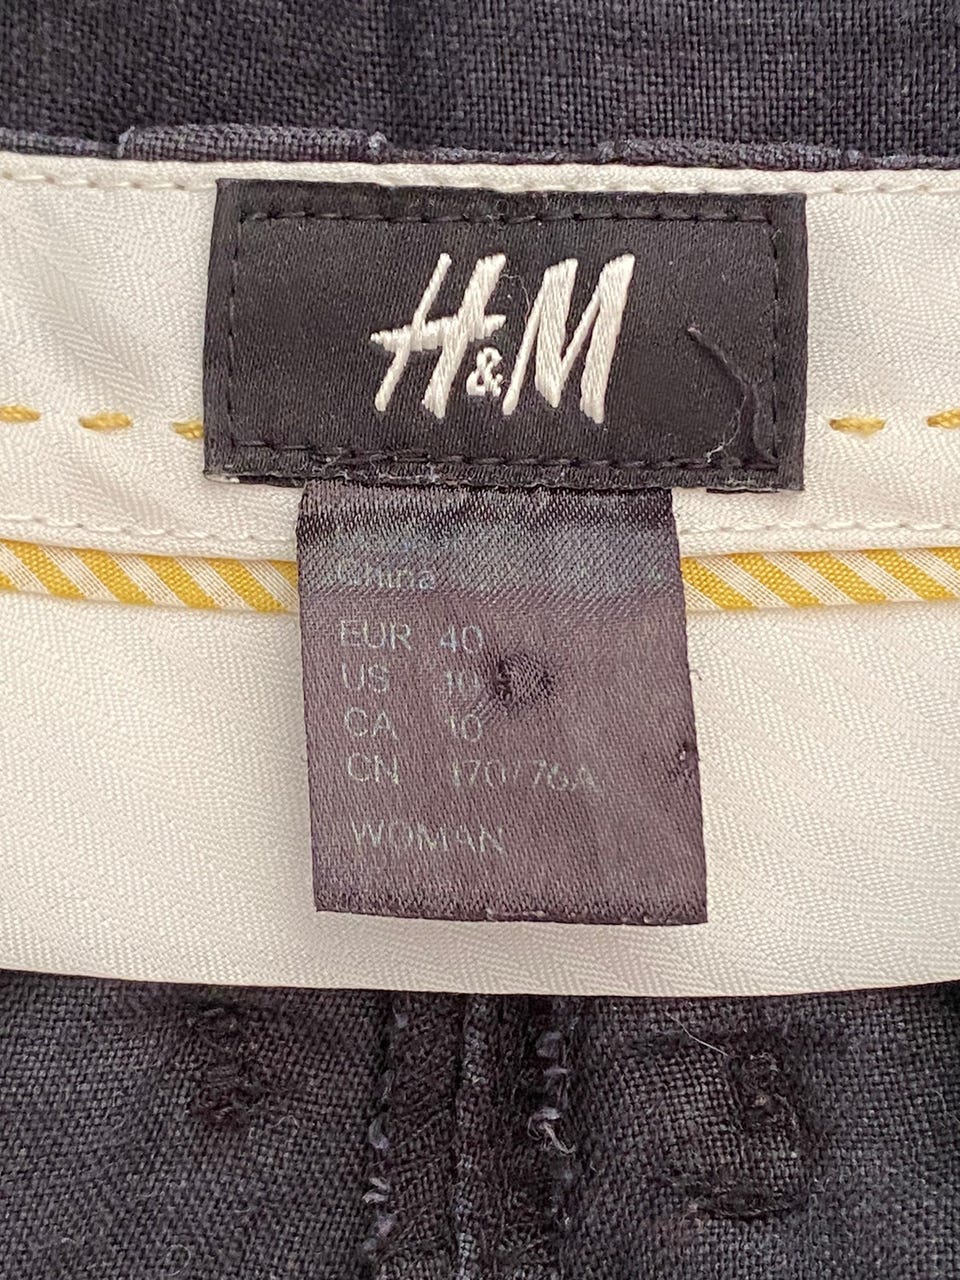 H&M
China
EUR 40
US 10
CA 10
CN 170/76A
WOMAN